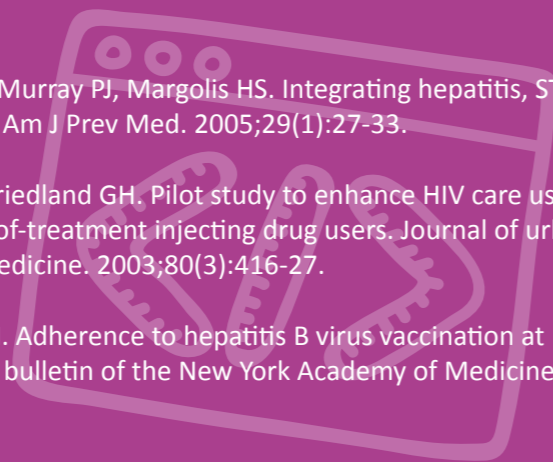 Murray PJ, Margolis HS. Integrating hepatitis, ST
Am J Prev Med. 2005;29(1):27-33.
riedland GH. Pilot study to enhance HIV care us
of-treatment injecting drug users. Journal of ur
edicine. 2003;80(3):416-27.
. Adherence to hepatitis B virus vaccination at
bulletin of the New York Academy of Medicine